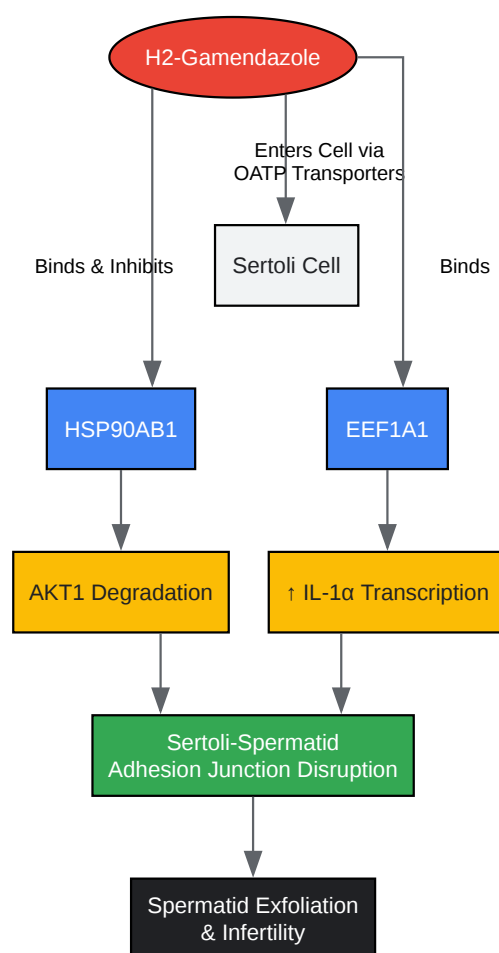 H2-Gamendazole
Enters Cell via
OATP Transporters
Binds & Inhibits
Sertoli Cell
Binds
HSP90AB1
EEF1A1
AKT1 Degradation
↑ IL-1α Transcription
Sertoli-Spermatid
Adhesion Junction Disruption
Spermatid Exfoliation
& Infertility